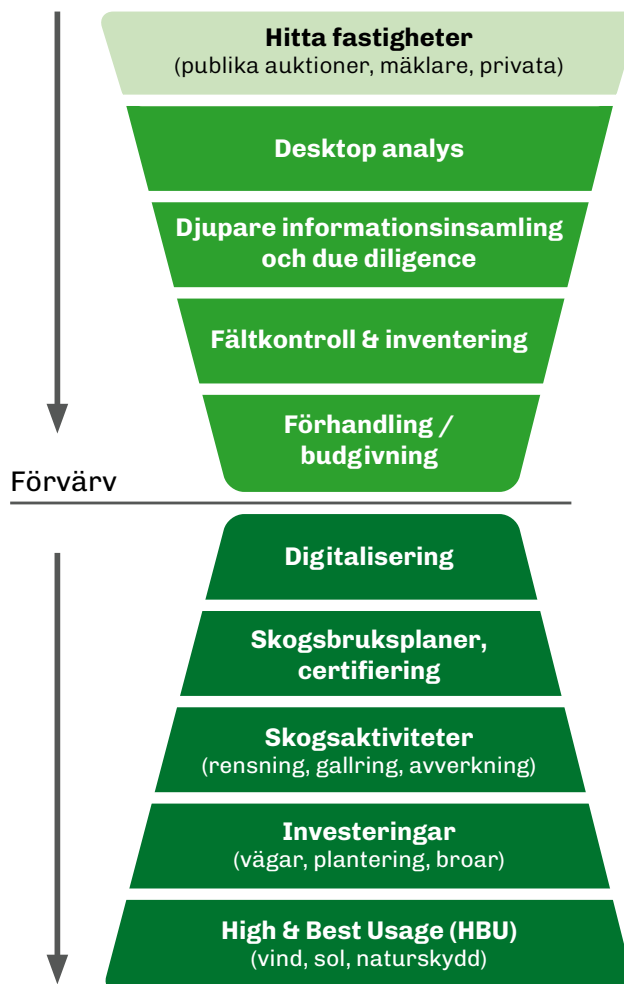 Hitta fastigheter
(publika auktioner, mäklare, privata)
Desktop analys
Djupare informationsinsamling
och due diligence
Fältkontroll & inventering
Förhandling /
budgivning
Förvärv
Digitalisering
Skogsbruksplaner,
certifiering
Skogsaktiviteter
(rensning, gallring, avverkning)
Investeringar
(vägar, plantering, broar)
High & Best Usage (HBU)
(vind, sol, naturskydd)